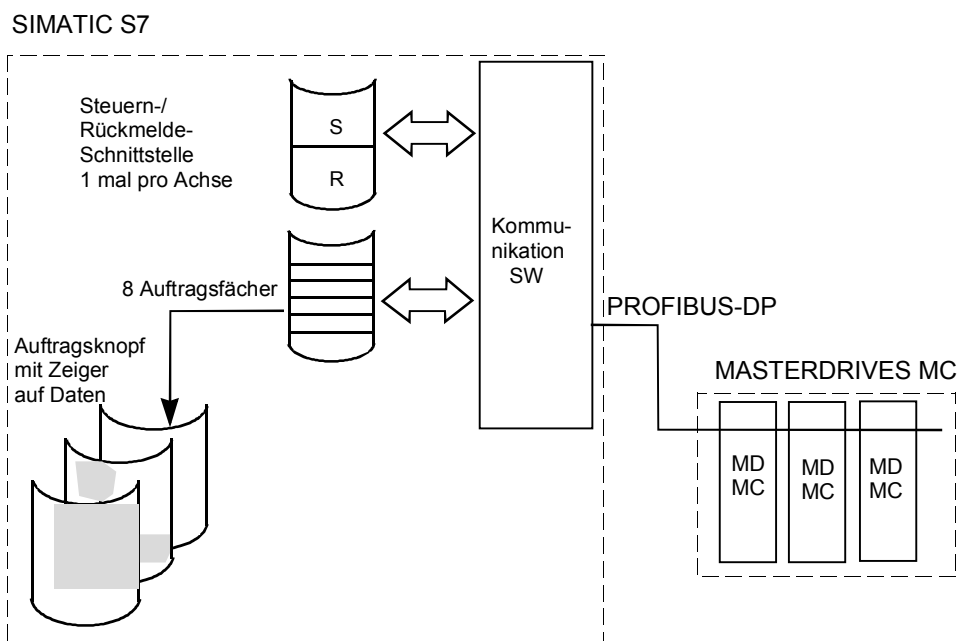 SIMATIC S7
Steuern-/
Rückmelde-
Schnittstelle
1 mal pro Achse
S
R
Kommu-
nikation
SW
8 Auftragsfächer
PROFIBUS-DP
Auftragsknopf
mit Zeiger
auf Daten
MASTERDRIVES MC
MD
MC
MD
MC
MD
MC